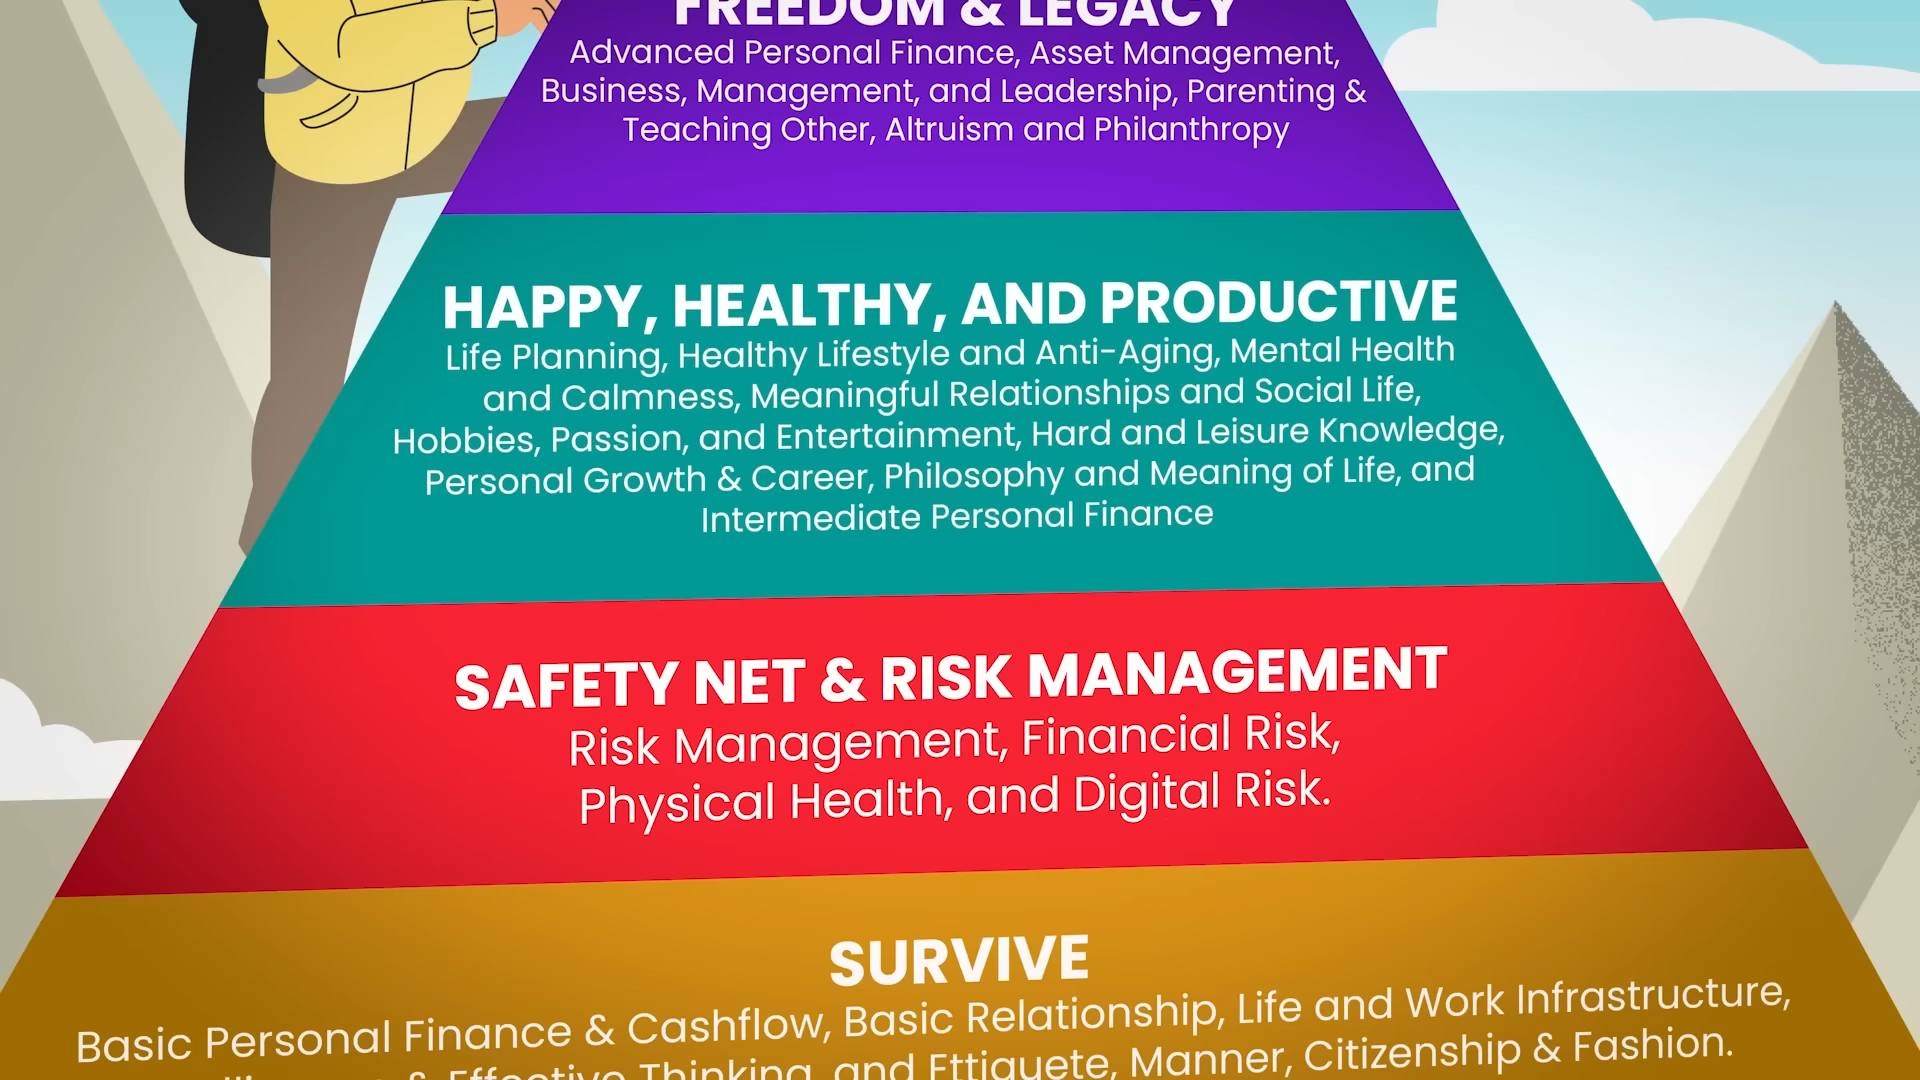 FREEDOM & LEGACY
Advanced Personal Finance, Asset Management,
Business, Management, and Leadership, Parenting &
Teaching Other, Altruism and Philanthropy
HAPPY, HEALTHY, AND PRODUCTIVE
Life Planning, Healthy Lifestyle and Anti-Aging, Mental Health
and Calmness, Meaningful Relationships and Social Life,
Hobbies, Passion, and Entertainment, Hard and Leisure Knowledge,
Personal Growth & Career, Philosophy and Meaning of Life, and
Intermediate Personal Finance
SAFETY NET & RISK MANAGEMENT
Risk Management, Financial Risk,
Physical Health, and Digital Risk.
SURVIVE
Basic Personal Finance & Cashflow, Basic Relationship, Life and Work Infrastructure,
& Effective Thinking, and Ettiquete, Manner, Citizenship & Fashion.